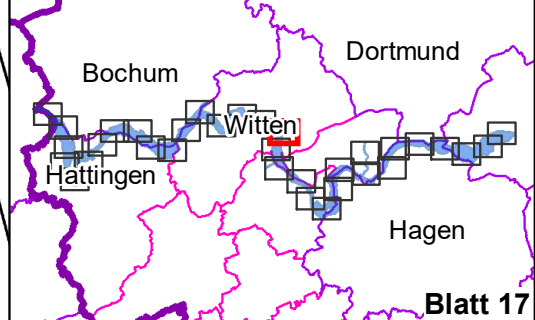 Dortmund
Bochum
Witten
Hattingen
Hagen
Blatt 17